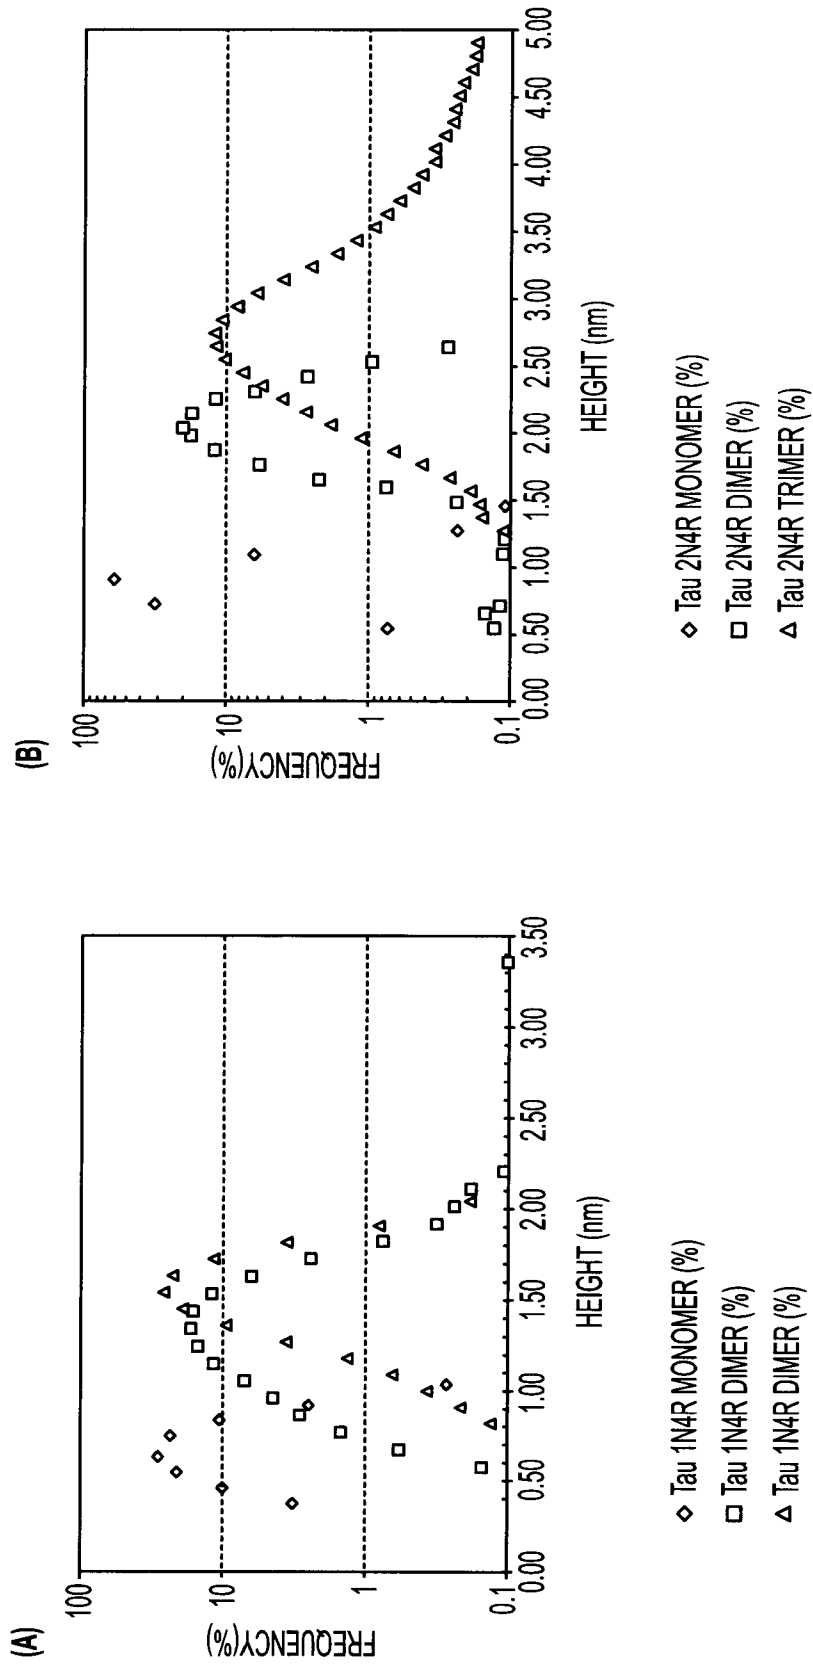 (A)
FREQUENCY(%)
100
10
1
0.1
0.00 0.50 1.00 1.50 2.00 2.50 3.00 3.50
HEIGHT (nm)
◇ Tau 1N4R MONOMER (%)
□ Tau 1N4R DIMER (%)
△ Tau 1N4R DIMER (%)
(B)
FREQUENCY(%)
100
10
1
0.1
0.00 0.50 1.00 1.50 2.00 2.50 3.00 3.50 4.00 4.50 5.00
HEIGHT (nm)
◇ Tau 2N4R MONOMER (%)
□ Tau 2N4R DIMER (%)
△ Tau 2N4R TRIMER (%)